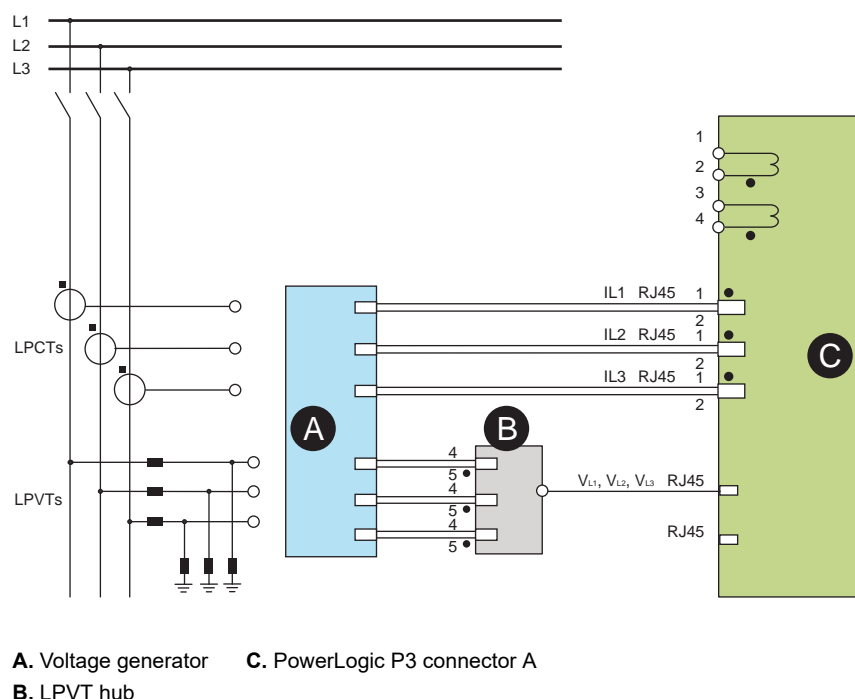 L1
L2
L3
1
2
3
4
IL1 RJ45 1
2
IL2 RJ45 1
2
IL3 RJ45 1
2
LPCTs
A
B
C
4
5
4
5
4
5
VL1, VL2, VL3 RJ45
LPVTs
RJ45
A. Voltage generator C. PowerLogic P3 connector A
B. LPVT hub